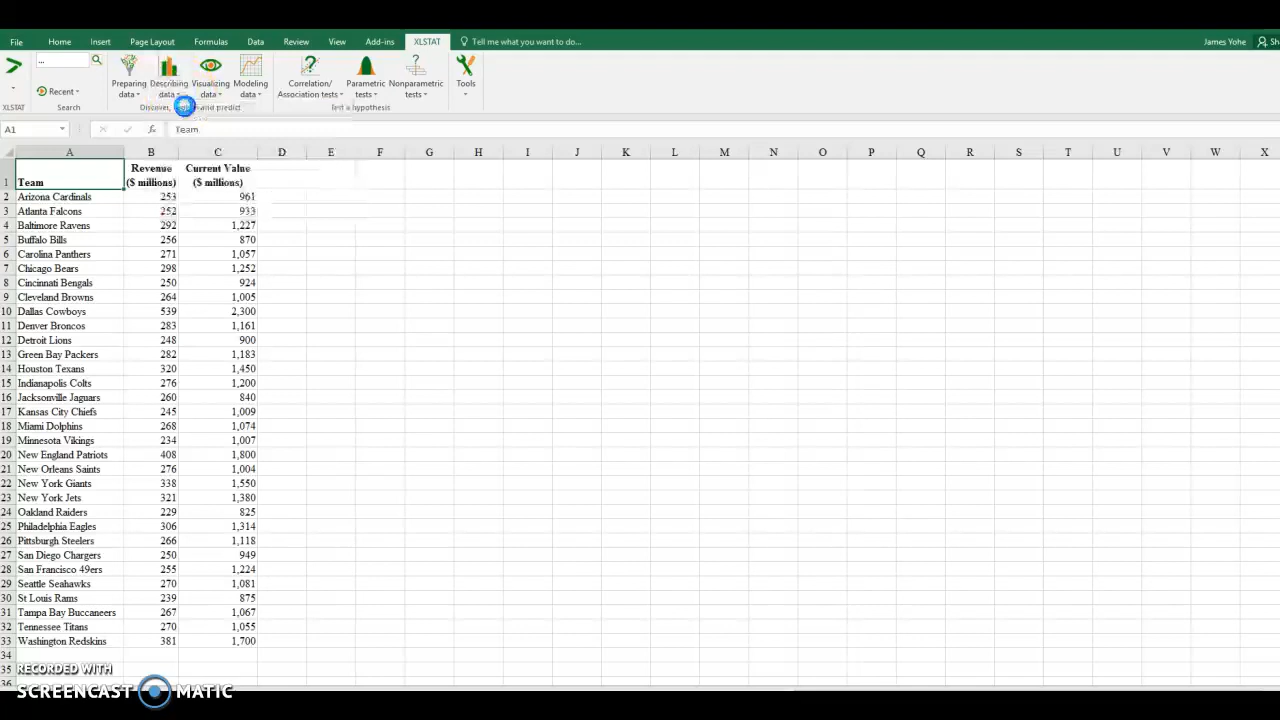 File Home Insert Page Layout Formulas Data Review View Add-ins XLSTAT Tell me what you want to do... James Yohe
...
Preparing data Describing data Visualizing data Modeling data Correlation/ Association tests Parametric tests Nonparametric tests Tools
Recent
XLSTAT Search Discover, and predict Test a hypothesis
A1 fx Team
A B C D E F G H I J K L M N O P Q R S T U V W X
1 Team Revenue ($ millions) Current Value ($ millions)
2 Arizona Cardinals 253 961
3 Atlanta Falcons 252 933
4 Baltimore Ravens 292 1,227
5 Buffalo Bills 256 870
6 Carolina Panthers 271 1,057
7 Chicago Bears 298 1,252
8 Cincinnati Bengals 250 924
9 Cleveland Browns 264 1,005
10 Dallas Cowboys 539 2,300
11 Denver Broncos 283 1,161
12 Detroit Lions 248 900
13 Green Bay Packers 282 1,183
14 Houston Texans 320 1,450
15 Indianapolis Colts 276 1,200
16 Jacksonville Jaguars 260 840
17 Kansas City Chiefs 245 1,009
18 Miami Dolphins 268 1,074
19 Minnesota Vikings 234 1,007
20 New England Patriots 408 1,800
21 New Orleans Saints 276 1,004
22 New York Giants 338 1,550
23 New York Jets 321 1,380
24 Oakland Raiders 229 825
25 Philadelphia Eagles 306 1,314
26 Pittsburgh Steelers 266 1,118
27 San Diego Chargers 250 949
28 San Francisco 49ers 255 1,224
29 Seattle Seahawks 270 1,081
30 St Louis Rams 239 875
31 Tampa Bay Buccaneers 267 1,067
32 Tennessee Titans 270 1,055
33 Washington Redskins 381 1,700
34
35
36
RECORDED WITH
SCREENCAST MATIC